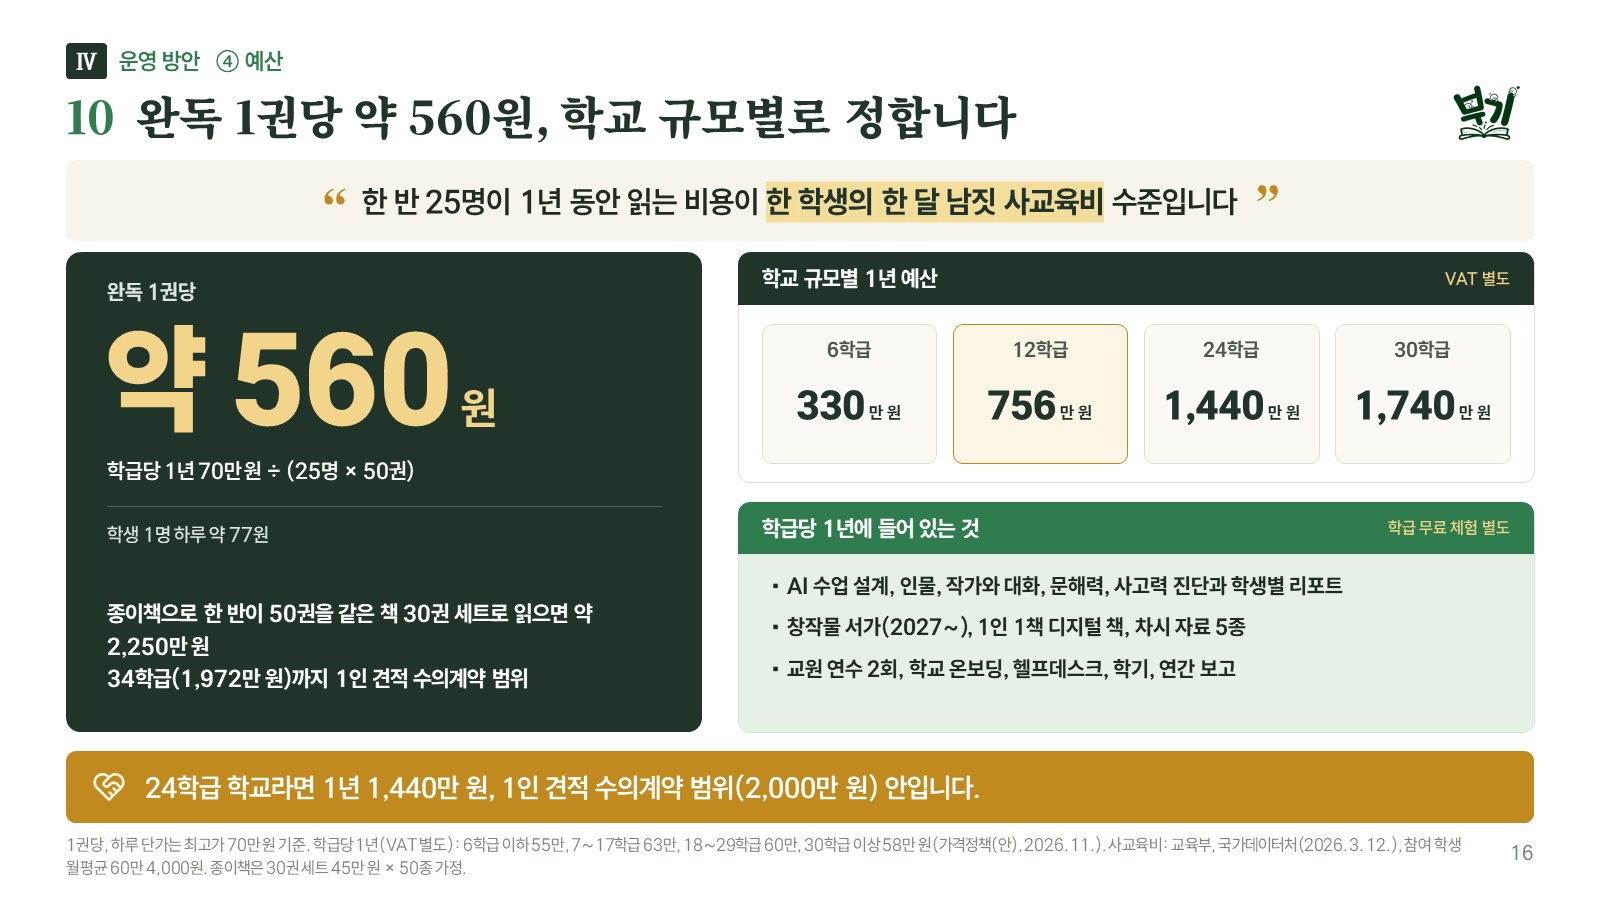 IV 운영 방안 ④ 예산
10 완독 1권당 약 560원, 학교 규모별로 정합니다
북기
“ 한 반 25명이 1년 동안 읽는 비용이 한 학생의 한 달 남짓 사교육비 수준입니다 ”
완독 1권당
약 560 원
학급당 1년 70만 원 ÷ (25명 × 50권)
학생 1명 하루 약 77원
종이책으로 한 반이 50권을 같은 책 30권 세트로 읽으면 약
2,250만 원
34학급(1,972만 원)까지 1인 견적 수의계약 범위
학교 규모별 1년 예산 VAT 별도
6학급 12학급 24학급 30학급
330 만 원 756 만 원 1,440 만 원 1,740 만 원
학급당 1년에 들어 있는 것 학급 무료 체험 별도
▪ AI 수업 설계, 인물, 작가와 대화, 문해력, 사고력 진단과 학생별 리포트
▪ 창작물 서가(2027~), 1인 1책 디지털 책, 차시 자료 5종
▪ 교원 연수 2회, 학교 온보딩, 헬프데스크, 학기, 연간 보고
24학급 학교라면 1년 1,440만 원, 1인 견적 수의계약 범위(2,000만 원) 안입니다.
1권당, 하루 단가는 최고가 70만 원 기준. 학급당 1년(VAT 별도) : 6학급 이하 55만, 7~17학급 63만, 18~29학급 60만, 30학급 이상 58만 원(가격정책(안), 2026. 11.). 사교육비: 교육부, 국가데이터처(2026. 3. 12.), 참여 학생
월평균 60만 4,000원. 종이책은 30권 세트 45만 원 × 50종 가정.
16